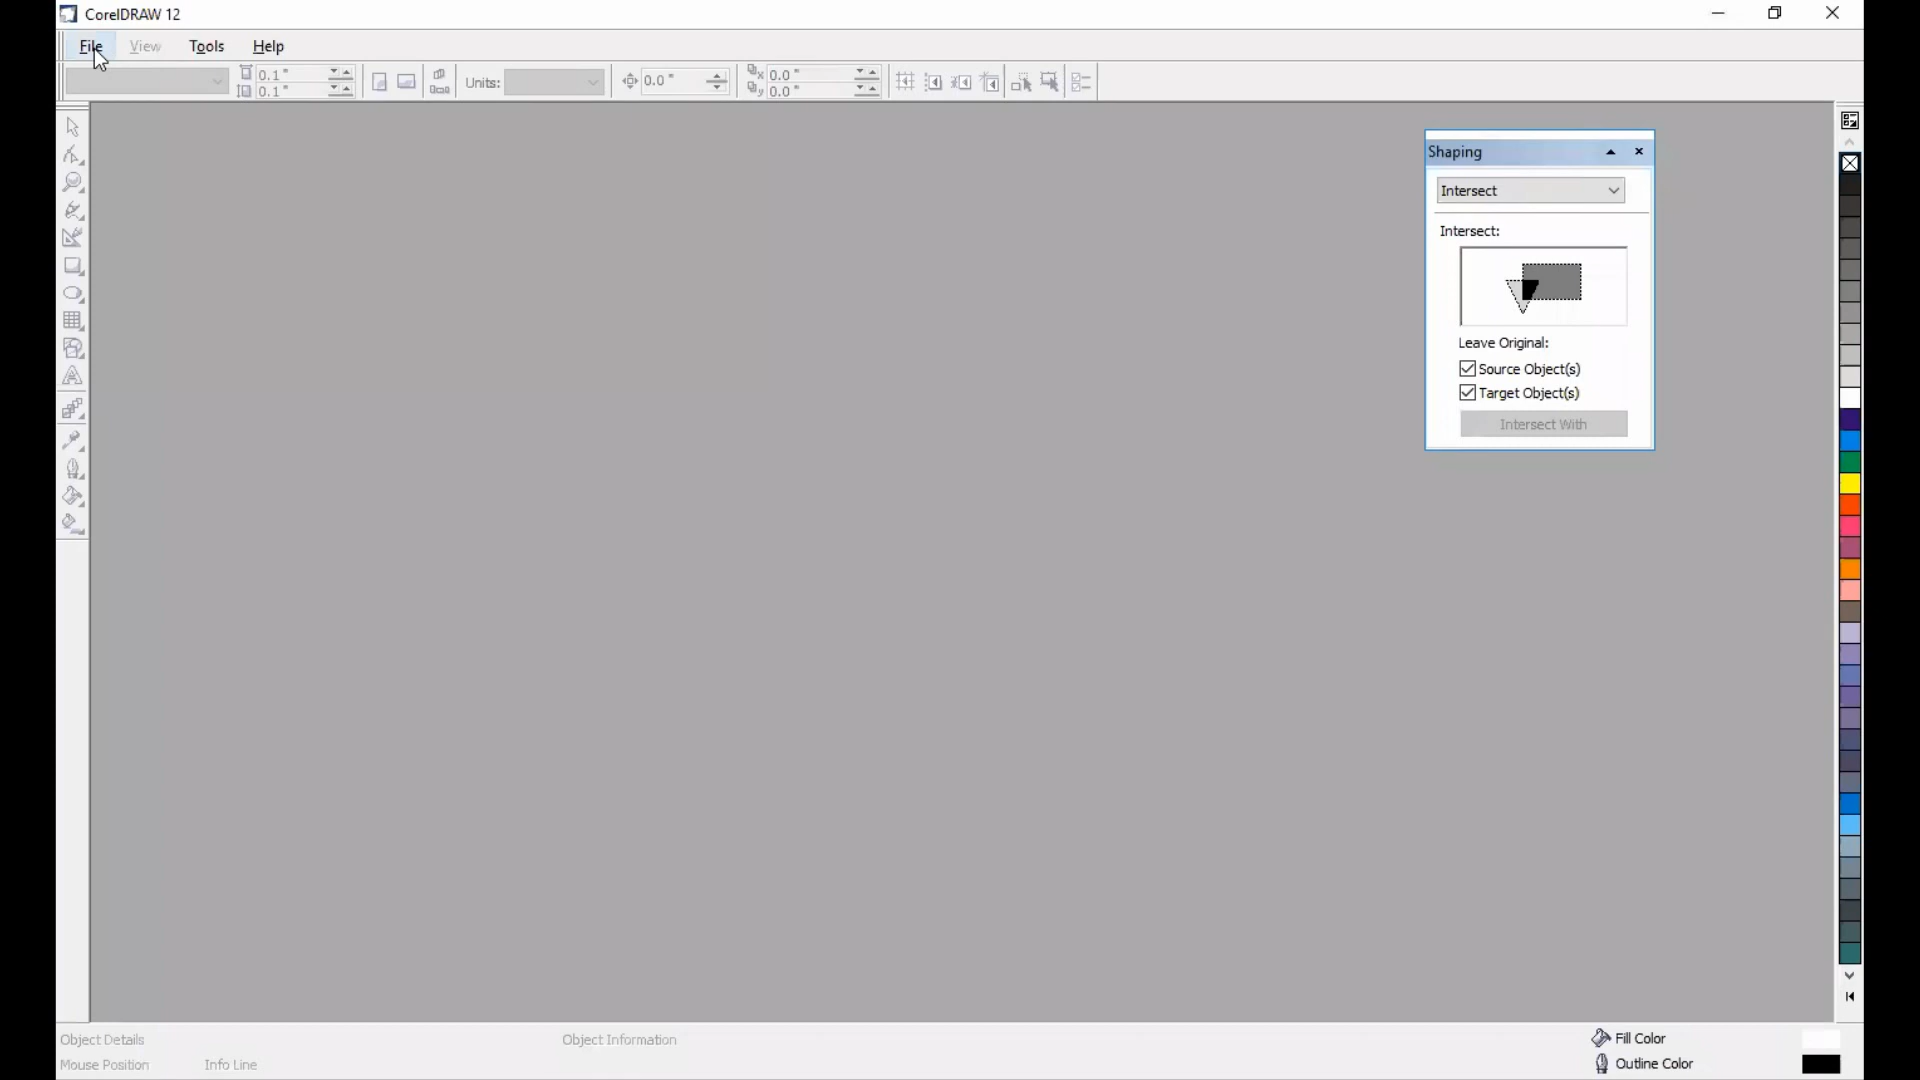 CorelDRAW 12
File View Tools Help
0.1 "
0.1 "
Units:
0.0 "
0.0 "
0.0 "
Shaping
Intersect
Intersect:
Leave Original:
Source Object(s)
Target Object(s)
Intersect With
Object Details
Object Information
Fill Color
Mouse Position
Info Line
Outline Color